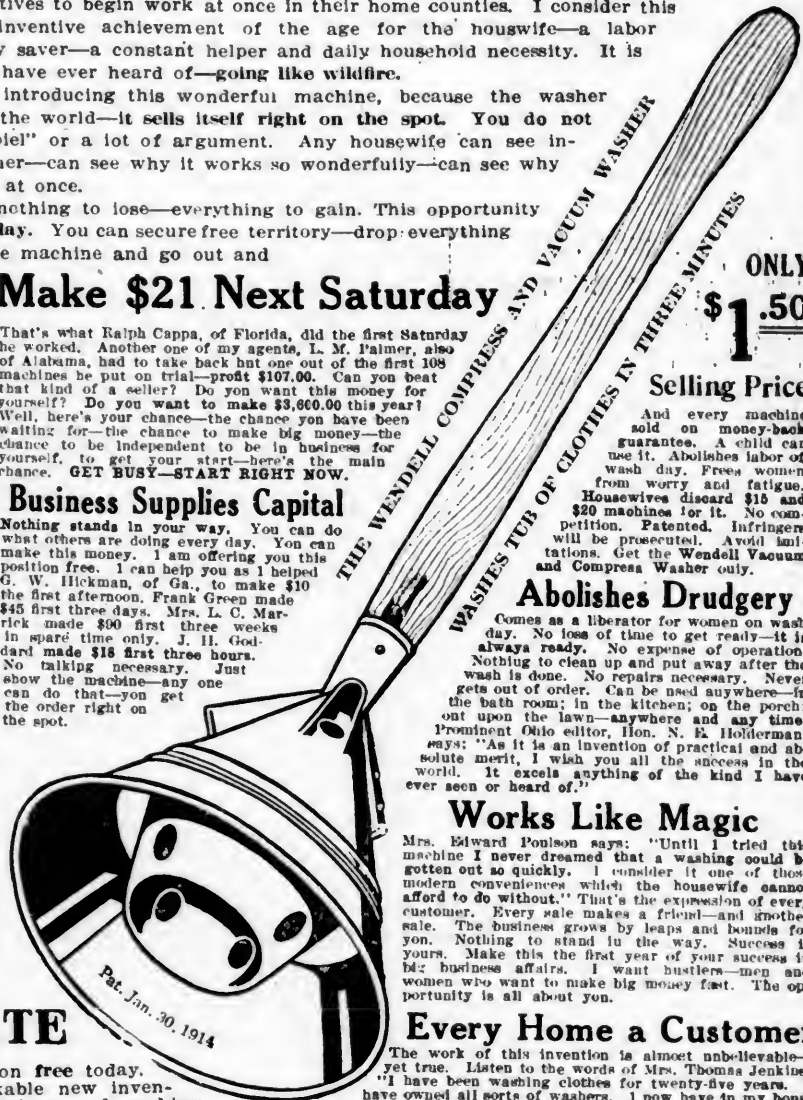 tives to begin work at once in their home counties. I consider this
inventive achievement of the age for the houswife—a labor
saver—a constant helper and daily household necessity. It is
have ever heard of—going like wildfire.
introducing this wonderful machine, because the washer
the world—it sells itself right on the spot. You do not
iel" or a lot of argument. Any housewife can see in-
er—can see why it works so wonderfully—can see why
at once.
nothing to lose—everything to gain. This opportunity
day. You can secure free territory—drop everything
e machine and go out and
Make $21 Next Saturday
That's what Ralph Cappa, of Florida, did the first Saturday
he worked. Another one of my agents, L. M. Palmer, also
of Alabama, had to take back but one out of the first 108
machines he put on trial—profit $107.00. Can you beat
that kind of a seller? Do you want this money for
yourself? Do you want to make $3,600.00 this year?
Well, here's your chance—the chance you have been
waiting for—the chance to make big money—the
chance to be independent to be in business for
yourself, to get your start—here's the main
chance. GET BUSY—START RIGHT NOW.
Business Supplies Capital
Nothing stands in your way. You can do
what others are doing every day. You can
make this money. I am offering you this
position free. I can help you as I helped
G. W. Hickman, of Ga., to make $10
the first afternoon. Frank Green made
$45 first three days. Mrs. L. C. Mar-
rick made $90 first three weeks
in spare time only. J. H. God-
dard made $18 first three hours.
No talking necessary. Just
show the machine—any one
can do that—you get
the order right on
the spot.
THE WENDELL COMPRESS AND VACUUM WASHER
WASHES TUB OF CLOTHES IN THREE MINUTES
Pat. Jan. 30, 1914
TE
on free today.
kable new inven-
ONLY
$1.50
Selling Price
And every machine
sold on money-back
guarantee. A child can
use it. Abolishes labor of
wash day. Frees women
from worry and fatigue.
Housewives discard $15 and
$20 machines for it. No com-
petition. Patented. Infringers
will be prosecuted. Avoid imi-
tations. Get the Wendell Vacuum
and Compress Washer only.
Abolishes Drudgery
Comes as a liberator for women on wash
day. No loss of time to get ready—it is
always ready. No expense of operation.
Nothing to clean up and put away after the
wash is done. No repairs necessary. Never
gets out of order. Can be used anywhere—in
the bath room; in the kitchen; on the porch;
out upon the lawn—anywhere and any time.
Prominent Ohio editor, Hon. N. E. Holderman
says: "As it is an invention of practical and ab-
solute merit, I wish you all the success in the
world. It excels anything of the kind I have
ever seen or heard of."
Works Like Magic
Mrs. Edward Poulson says: "Until I tried this
machine I never dreamed that a washing could be
gotten out so quickly. I consider it one of those
modern conveniences which the housewife cannot
afford to do without." That's the expression of every
customer. Every sale makes a friend—and another
sale. The business grows by leaps and bounds for
you. Nothing to stand in the way. Success is
yours. Make this the first year of your success in
big business affairs. I want hustlers—men and
women who want to make big money fast. The op-
portunity is all about you.
Every Home a Customer
The work of this invention is almost unbelievable—
yet true. Listen to the words of Mrs. Thomas Jenkins
"I have been washing clothes for twenty-five years.
have owned all sorts of washers. I now have in my